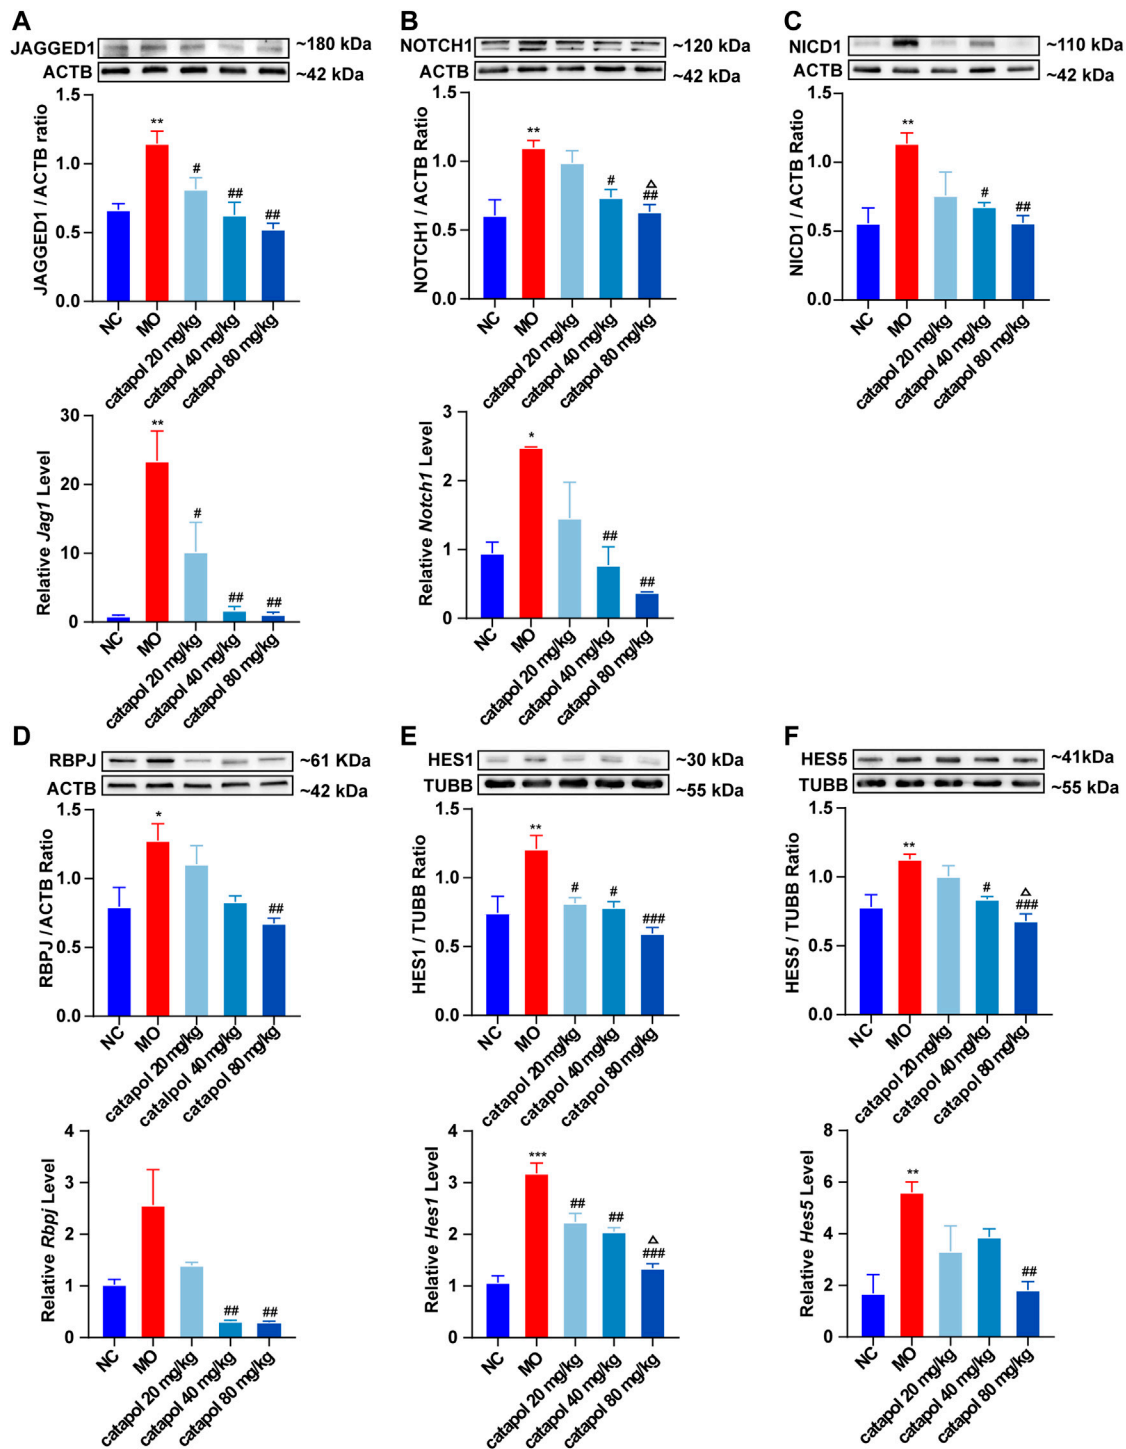 A
JAGGED1
~180 kDa
ACTB
~42 kDa
JAGGED1 / ACTB ratio
1.5
1.0
0.5
0.0
**
#
##
##
NC
MO
catapol 20 mg/kg
catapol 40 mg/kg
catapol 80 mg/kg
Relative Jag1 Level
30
20
10
0
**
#
##
##
NC
MO
catapol 20 mg/kg
catapol 40 mg/kg
catapol 80 mg/kg
B
NOTCH1
~120 kDa
ACTB
~42 kDa
NOTCH1 / ACTB Ratio
1.5
1.0
0.5
0.0
**
#
Δ
##
NC
MO
catapol 20 mg/kg
catapol 40 mg/kg
catapol 80 mg/kg
Relative Notch1 Level
3
2
1
0
*
##
##
NC
MO
catapol 20 mg/kg
catapol 40 mg/kg
catapol 80 mg/kg
C
NICD1
~110 kDa
ACTB
~42 kDa
NICD1 / ACTB Ratio
1.5
1.0
0.5
0.0
**
#
##
NC
MO
catapol 20 mg/kg
catapol 40 mg/kg
catapol 80 mg/kg
D
RBPJ
~61 KDa
ACTB
~42 kDa
RBPJ / ACTB Ratio
1.5
1.0
0.5
0.0
*
##
NC
MO
catapol 20 mg/kg
catalpol 40 mg/kg
catapol 80 mg/kg
Relative Rbpj Level
4
3
2
1
0
##
##
NC
MO
catapol 20 mg/kg
catapol 40 mg/kg
catapol 80 mg/kg
E
HES1
~30 kDa
TUBB
~55 kDa
HES1 / TUBB Ratio
1.5
1.0
0.5
0.0
**
#
#
###
NC
MO
catapol 20 mg/kg
catapol 40 mg/kg
catapol 80 mg/kg
Relative Hes1 Level
4
3
2
1
0
***
##
##
Δ
###
NC
MO
catapol 20 mg/kg
catapol 40 mg/kg
catapol 80 mg/kg
F
HES5
~41kDa
TUBB
~55 kDa
HES5 / TUBB Ratio
1.5
1.0
0.5
0.0
**
#
Δ
###
NC
MO
catapol 20 mg/kg
catapol 40 mg/kg
catapol 80 mg/kg
Relative Hes5 Level
8
6
4
2
0
**
##
NC
MO
catapol 20 mg/kg
catapol 40 mg/kg
catapol 80 mg/kg